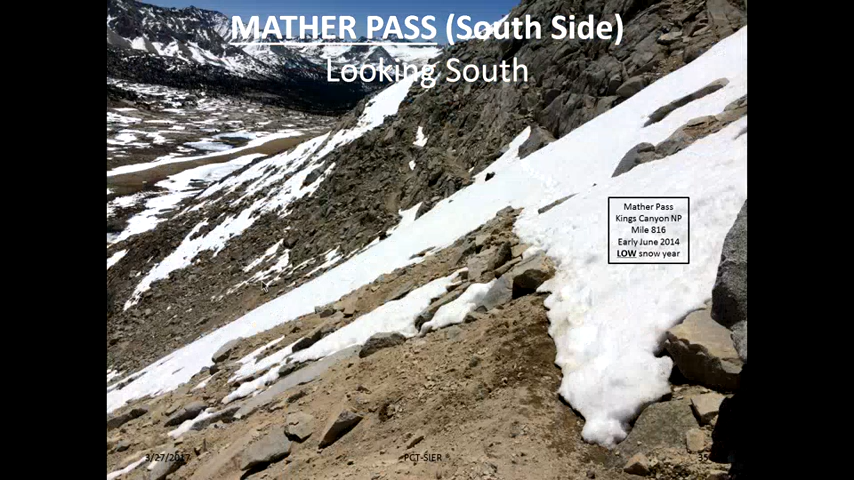 MATHER PASS (South Side)
Looking South
Mather Pass
Kings Canyon NP
Mile 816
Early June 2014
LOW snow year
3/27/2017
PCT-SIER
35